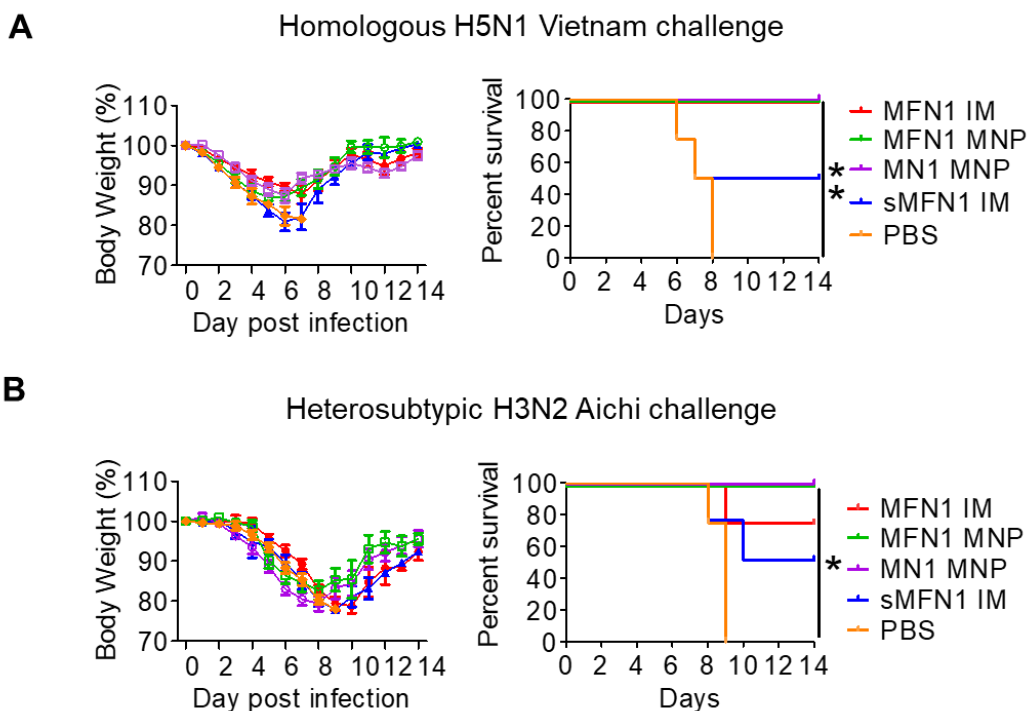 A
Homologous H5N1 Vietnam challenge
Body Weight (%)
110
100
90
80
70
0 2 4 6 8 10 12 14
Day post infection
Percent survival
100
80
60
40
20
0
0 2 4 6 8 10 12 14
Days
*
*
MFN1 IM
MFN1 MNP
MN1 MNP
sMFN1 IM
PBS
B
Heterosubtypic H3N2 Aichi challenge
Body Weight (%)
110
100
90
80
70
0 2 4 6 8 10 12 14
Day post infection
Percent survival
100
80
60
40
20
0
0 2 4 6 8 10 12 14
Days
*
MFN1 IM
MFN1 MNP
MN1 MNP
sMFN1 IM
PBS